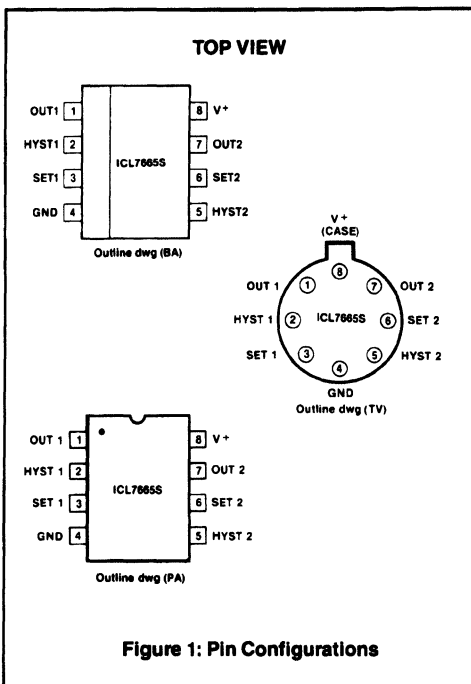 TOP VIEW
OUT1 1
8 V+
HYST1 2
7 OUT2
ICL7665S
SET1 3
6 SET2
GND 4
5 HYST2
Outline dwg (BA)
V+
(CASE)
8
OUT 1 1
7 OUT 2
HYST 1 2
ICL7665S
6 SET 2
SET 1 3
5 HYST 2
4
GND
Outline dwg (TV)
OUT 1 1
8 V+
HYST 1 2
7 OUT 2
ICL7665S
SET 1 3
6 SET 2
GND 4
5 HYST 2
Outline dwg (PA)
Figure 1: Pin Configurations